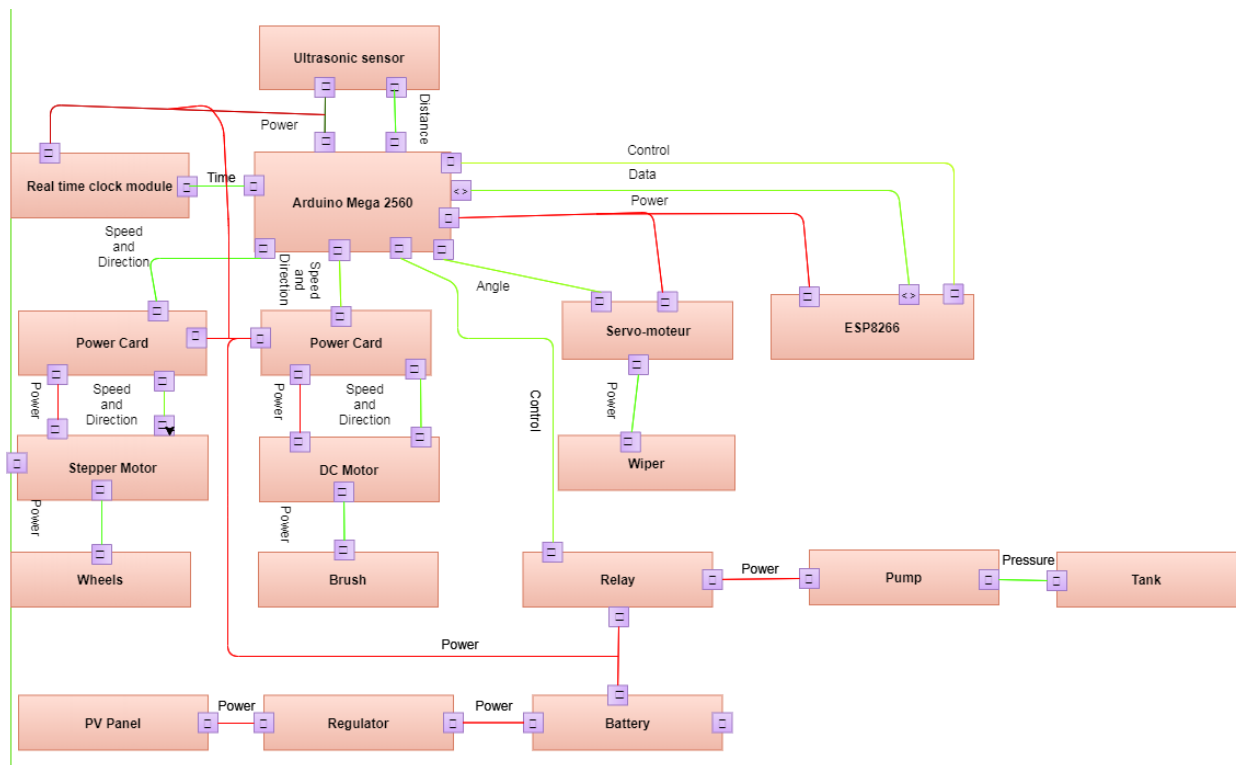 Ultrasonic sensor
Power
Distance
Control
Data
Power
Real time clock module
Time
Arduino Mega 2560
Speed
and
Direction
Speed
and
Direction
Angle
Power Card
Power Card
Servo-moteur
ESP8266
Power
Speed
and
Direction
Power
Speed
and
Direction
Power
Control
Stepper Motor
DC Motor
Wiper
Power
Power
Wheels
Brush
Relay
Power
Pump
Pressure
Tank
Power
PV Panel
Power
Regulator
Power
Battery